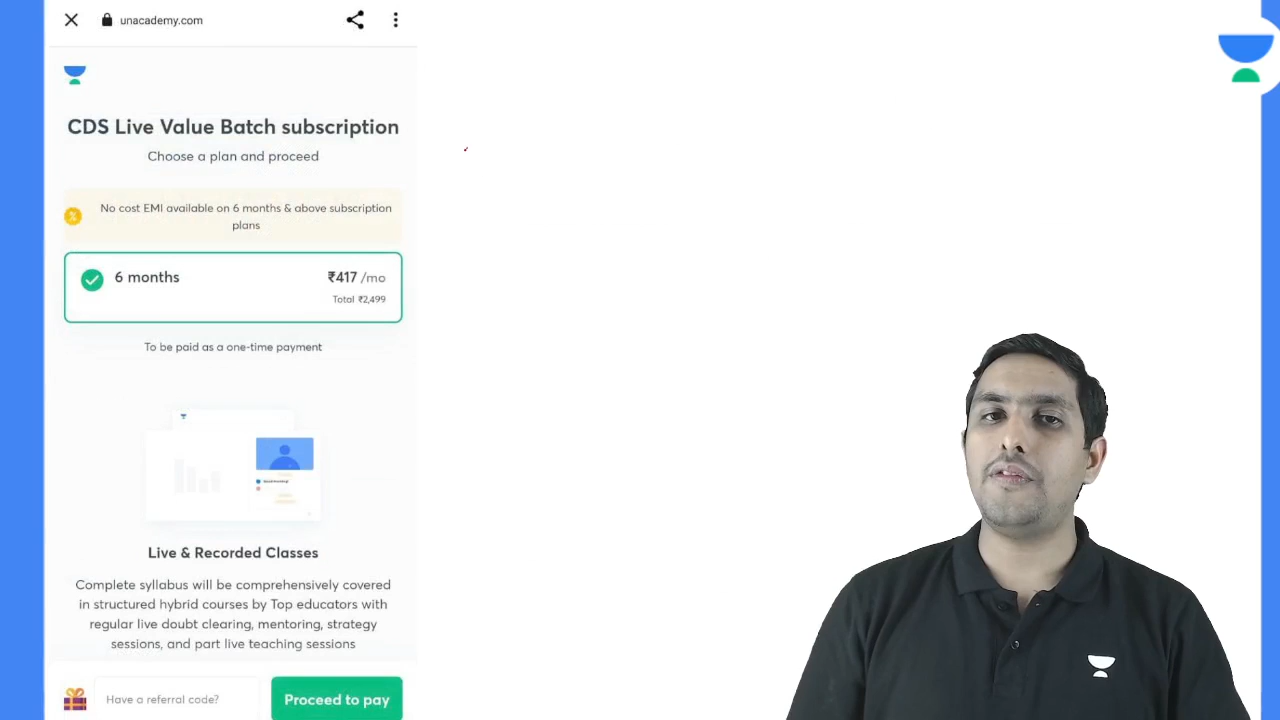 unacademy.com
CDS Live Value Batch subscription
Choose a plan and proceed
No cost EMI available on 6 months & above subscription
plans
6 months
₹417 /mo
Total ₹2,499
To be paid as a one-time payment
Live & Recorded Classes
Complete syllabus will be comprehensively covered
in structured hybrid courses by Top educators with
regular live doubt clearing, mentoring, strategy
sessions, and part live teaching sessions
Have a referral code?
Proceed to pay